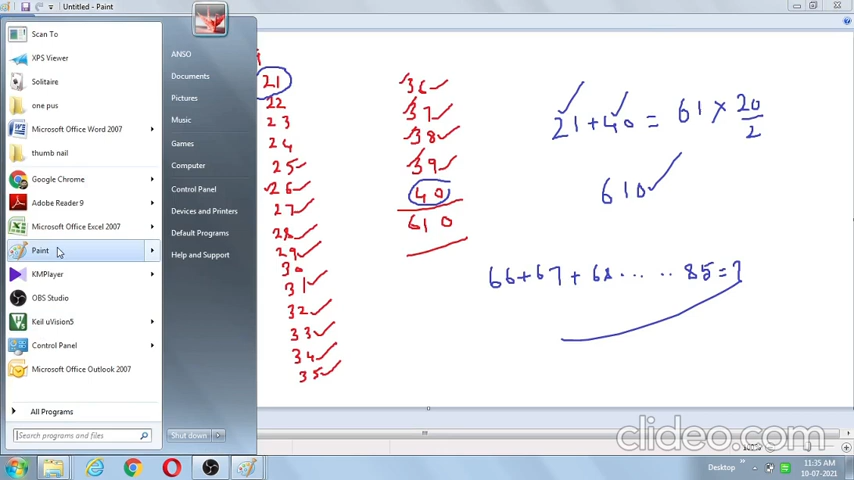 Untitled - Paint
Scan To
XPS Viewer
Solitaire
one pus
Microsoft Office Word 2007
thumb nail
Google Chrome
Adobe Reader 9
Microsoft Office Excel 2007
Paint
KMPlayer
OBS Studio
Keil uVision5
Control Panel
Microsoft Office Outlook 2007
All Programs
Search programs and files
ANSO
Documents
Pictures
Music
Games
Computer
Control Panel
Devices and Printers
Default Programs
Help and Support
Shut down
21
22
23
24
25
26
27
28
29
30
31
32
33
34
35
36
37
38
39
40
610
21+40 = 61 × 20/2
610
66+67+68.....85=?
clideo.com
100%
Desktop
11:35 AM
10-07-2021